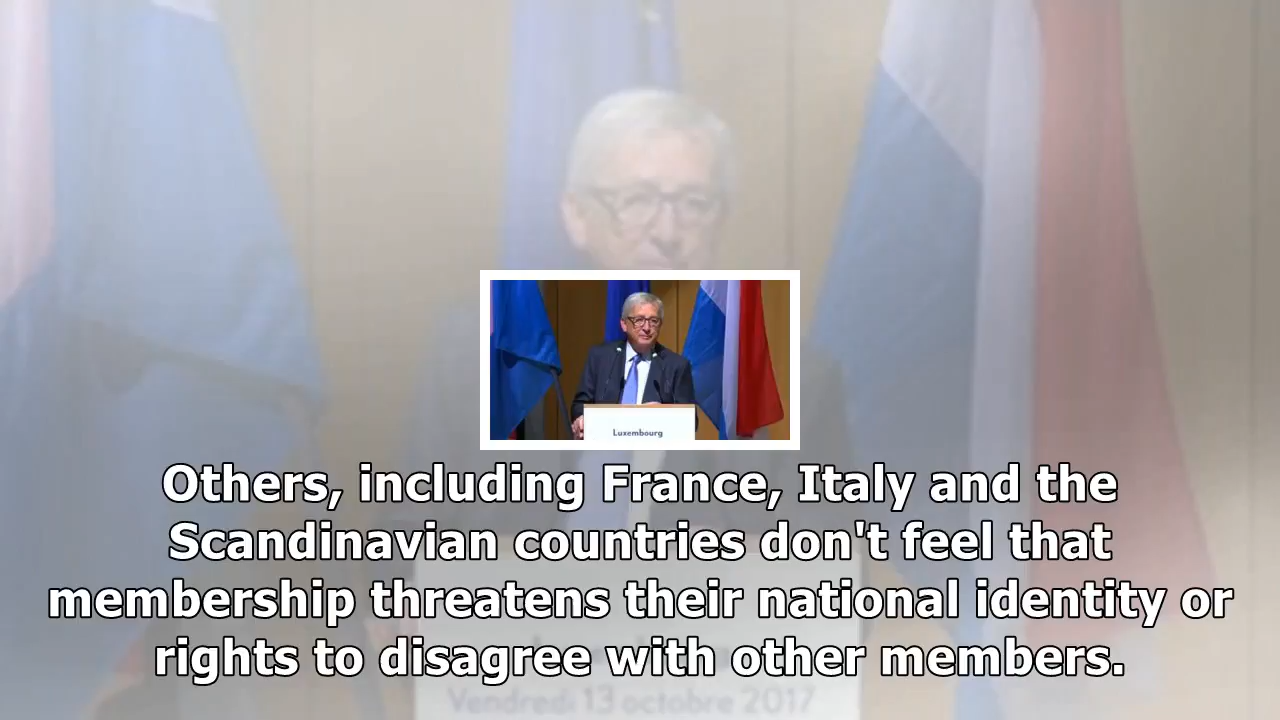 Luxembourg
Others, including France, Italy and the
Scandinavian countries don't feel that
membership threatens their national identity or
rights to disagree with other members.
Vendredi 13 octobre 2017